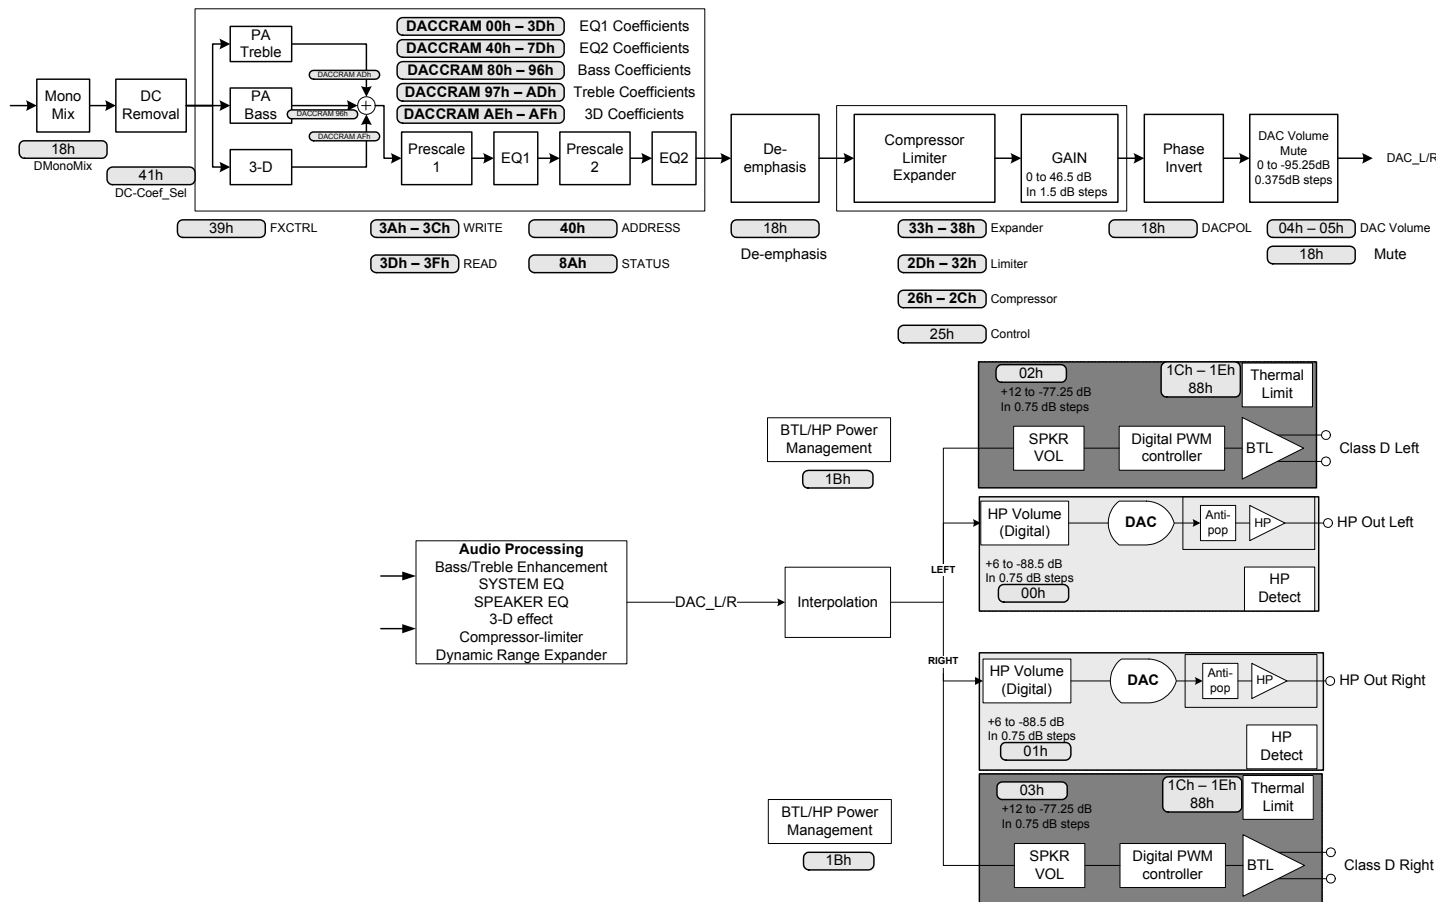 PA
Treble
DACCRAM 00h – 3Dh EQ1 Coefficients
DACCRAM 40h – 7Dh EQ2 Coefficients
DACCRAM 80h – 96h Bass Coefficients
DACCRAM 97h – ADh Treble Coefficients
DACCRAM AEh – AFh 3D Coefficients
DACCRAM ADh
Mono
Mix
DC
Removal
PA
Bass
DACCRAM 96h
DACCRAM AFh
3-D
Prescale
1
EQ1
Prescale
2
EQ2
De-
emphasis
Compressor
Limiter
Expander
GAIN
0 to 46.5 dB
In 1.5 dB steps
Phase
Invert
DAC Volume
Mute
0 to -95.25dB
0.375dB steps
DAC_L/R
18h
DMonoMix
41h
DC-Coef_Sel
39h FXCTRL
3Ah – 3Ch WRITE
3Dh – 3Fh READ
40h ADDRESS
8Ah STATUS
18h
De-emphasis
33h – 38h Expander
2Dh – 32h Limiter
26h – 2Ch Compressor
25h Control
18h DACPOL
04h – 05h DAC Volume
18h Mute
02h
+12 to -77.25 dB
In 0.75 dB steps
1Ch – 1Eh
88h
Thermal
Limit
BTL/HP Power
Management
1Bh
SPKR
VOL
Digital PWM
controller
BTL
Class D Left
HP Volume
(Digital)
DAC
Anti-
pop
HP
HP Out Left
+6 to -88.5 dB
In 0.75 dB steps
00h
HP
Detect
Audio Processing
Bass/Treble Enhancement
SYSTEM EQ
SPEAKER EQ
3-D effect
Compressor-limiter
Dynamic Range Expander
DAC_L/R
Interpolation
LEFT
RIGHT
HP Volume
(Digital)
DAC
Anti-
pop
HP
HP Out Right
+6 to -88.5 dB
In 0.75 dB steps
01h
HP
Detect
03h
+12 to -77.25 dB
In 0.75 dB steps
1Ch – 1Eh
88h
Thermal
Limit
BTL/HP Power
Management
1Bh
SPKR
VOL
Digital PWM
controller
BTL
Class D Right